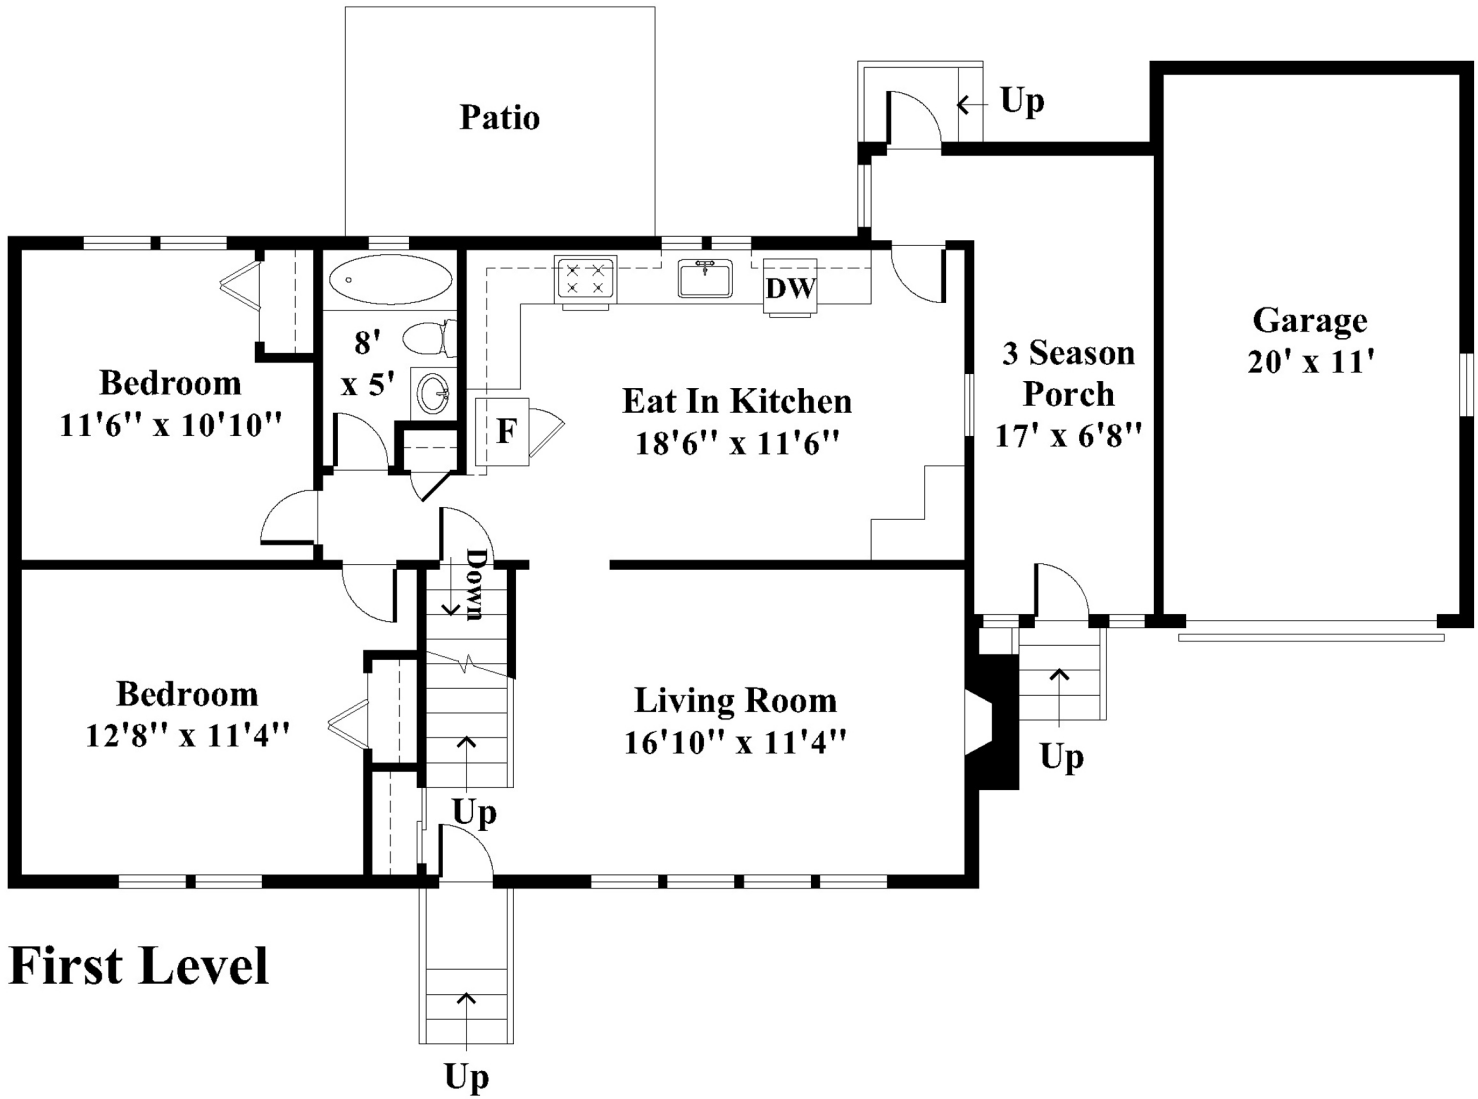 Patio
Up
Bedroom
11'6" x 10'10"
8'
x 5'
DW
F
Eat In Kitchen
18'6" x 11'6"
3 Season
Porch
17' x 6'8"
Garage
20' x 11'
Down
Bedroom
12'8" x 11'4"
Up
Living Room
16'10" x 11'4"
Up
First Level
Up